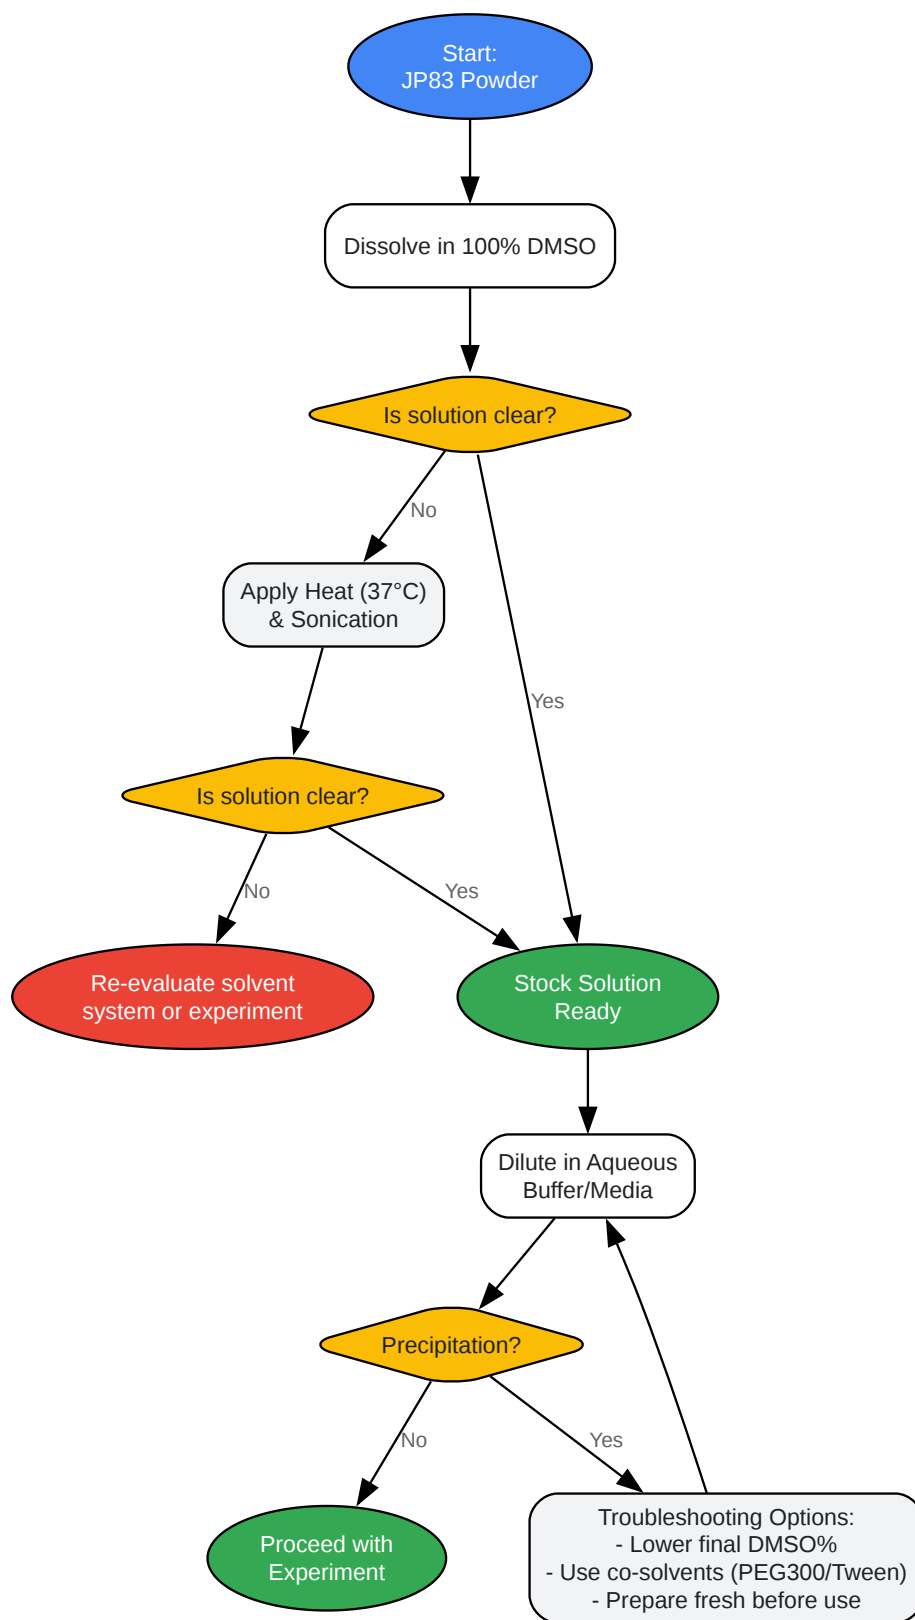 Start:
JP83 Powder
Dissolve in 100% DMSO
Is solution clear?
No
Apply Heat (37°C)
& Sonication
Yes
Is solution clear?
No
Yes
Re-evaluate solvent
system or experiment
Stock Solution
Ready
Dilute in Aqueous
Buffer/Media
Precipitation?
No
Yes
Proceed with
Experiment
Troubleshooting Options:
- Lower final DMSO%
- Use co-solvents (PEG300/Tween)
- Prepare fresh before use